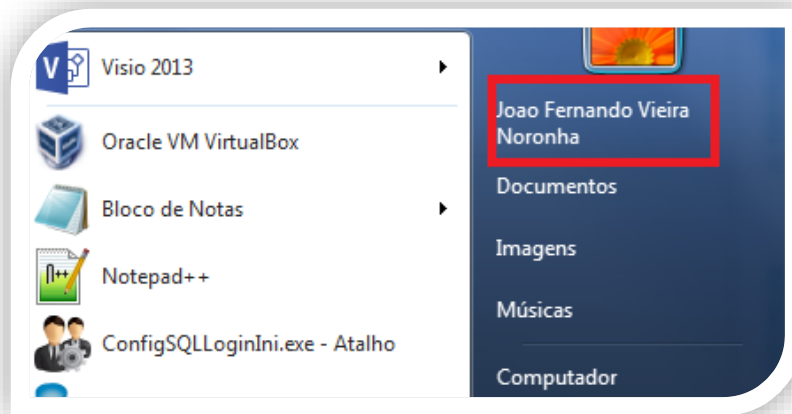 Visio 2013
Oracle VM VirtualBox
Bloco de Notas
Notepad++
ConfigSQLLoginIni.exe - Atalho
Joao Fernando Vieira
Noronha
Documentos
Imagens
Músicas
Computador